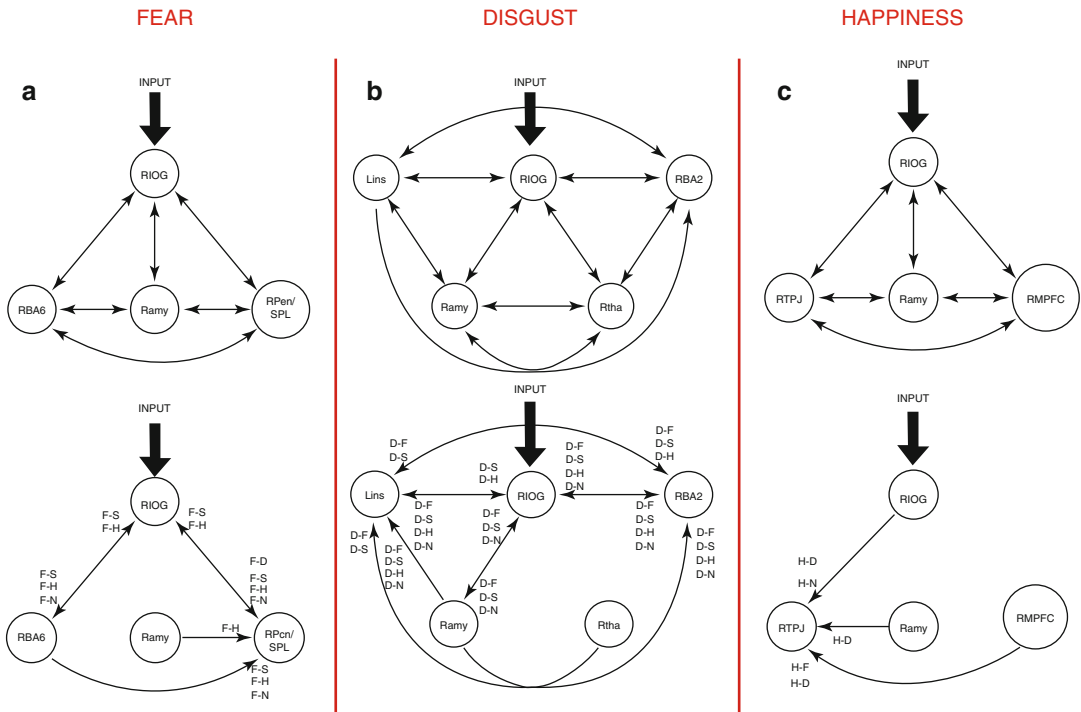 FEAR
DISGUST
HAPPINESS
a
INPUT
RIOG
RBA6
Ramy
RPen/
SPL
INPUT
RIOG
F-S
F-H
F-S
F-H
F-S
F-H
F-N
F-D
F-S
F-H
F-N
RBA6
Ramy
F-H
RPcn/
SPL
F-S
F-H
F-N
b
INPUT
Lins
RIOG
RBA2
Ramy
Rtha
INPUT
D-F
D-S
D-F
D-S
D-H
D-S
D-H
D-F
D-S
D-H
D-N
Lins
RIOG
RBA2
D-F
D-S
D-F
D-S
D-H
D-N
D-F
D-S
D-H
D-N
D-F
D-S
D-N
D-F
D-S
D-H
D-N
D-F
D-S
D-H
D-N
D-F
D-S
D-N
Ramy
Rtha
c
INPUT
RIOG
RTPJ
Ramy
RMPFC
INPUT
RIOG
H-D
H-N
RTPJ
Ramy
RMPFC
H-D
H-F
H-D